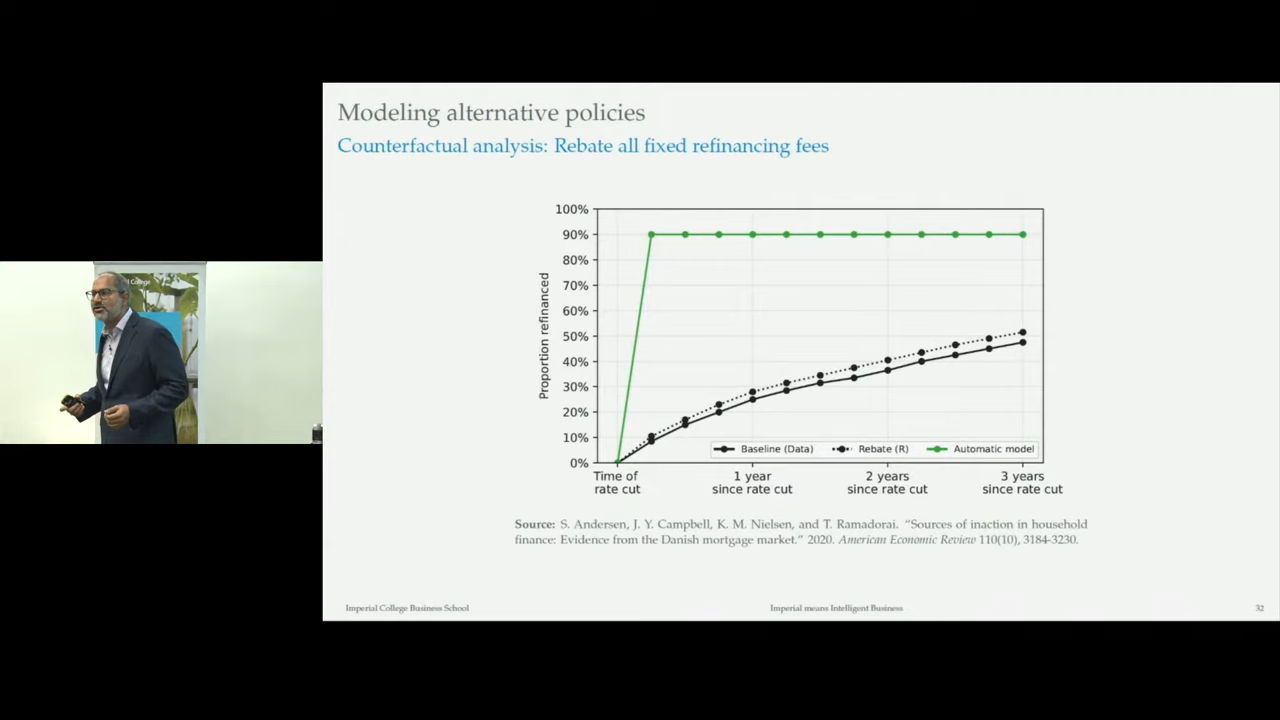 Modeling alternative policies
Counterfactual analysis: Rebate all fixed refinancing fees
Proportion refinanced
100%
90%
80%
70%
60%
50%
40%
30%
20%
10%
0%
Baseline (Data) Rebate (R) Automatic model
Time of 1 year 2 years 3 years
rate cut since rate cut since rate cut since rate cut
Source: S. Andersen, J. Y. Campbell, K. M. Nielsen, and T. Ramadorai. “Sources of inaction in household
finance: Evidence from the Danish mortgage market.” 2020. American Economic Review 110(10), 3184-3230.
Imperial College Business School Imperial means Intelligent Business 32
College